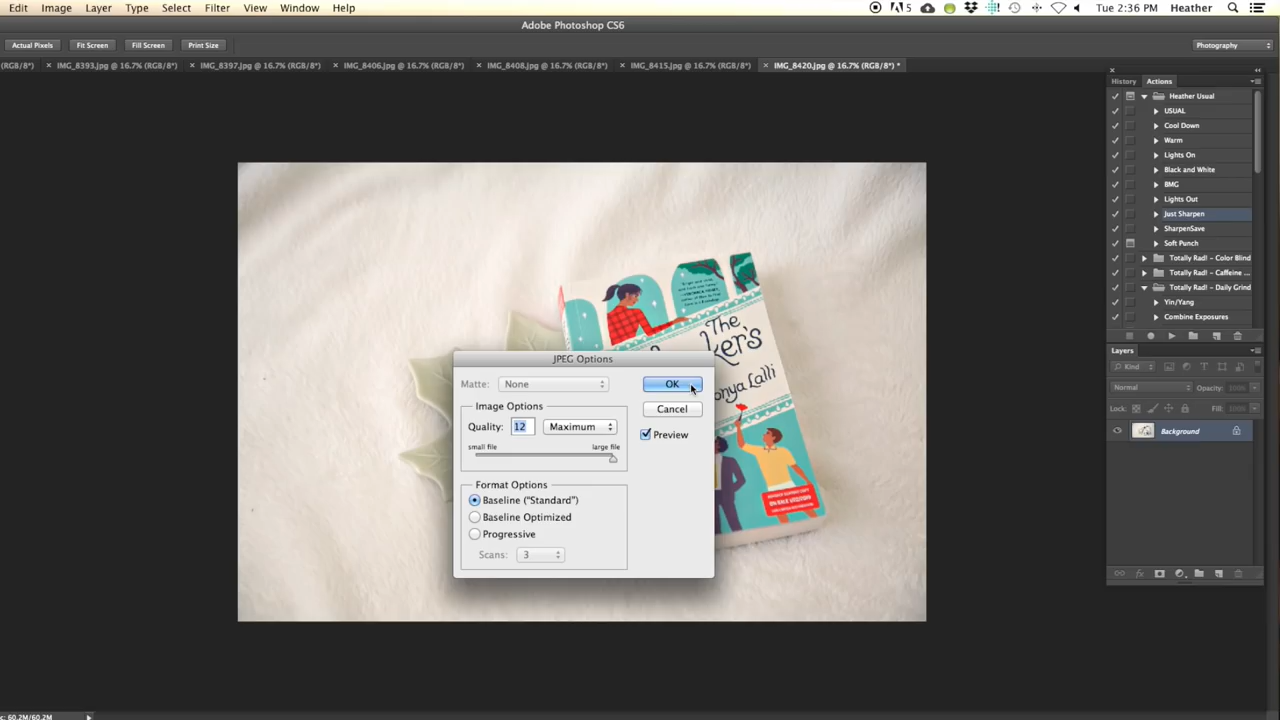 Edit Image Layer Type Select Filter View Window Help 5 Tue 2:36 PM Heather
Adobe Photoshop CS6
Actual Pixels Fit Screen Fill Screen Print Size Photography
(RGB/8*) × IMG_8393.jpg @ 16.7% (RGB/8*) × IMG_8397.jpg @ 16.7% (RGB/8*) × IMG_8406.jpg @ 16.7% (RGB/8*) × IMG_8408.jpg @ 16.7% (RGB/8*) × IMG_8415.jpg @ 16.7% (RGB/8*) × IMG_8420.jpg @ 16.7% (RGB/8*) *
History Actions
Heather Usual
USUAL
Cool Down
Warm
Lights On
Black and White
BMG
Lights Out
Just Sharpen
SharpenSave
Soft Punch
Totally Rad! – Color Blind
Totally Rad! – Caffeine ...
Totally Rad! – Daily Grind
Yin/Yang
Combine Exposures
Layers
Kind
Normal Opacity: 100%
Lock: Fill: 100%
Background
The
ker's
onya Lalli
JPEG Options
Matte: None OK
Cancel
Image Options
Quality: 12 Maximum Preview
small file large file
Format Options
Baseline ("Standard")
Baseline Optimized
Progressive
Scans: 3
c: 60.2M/60.2M